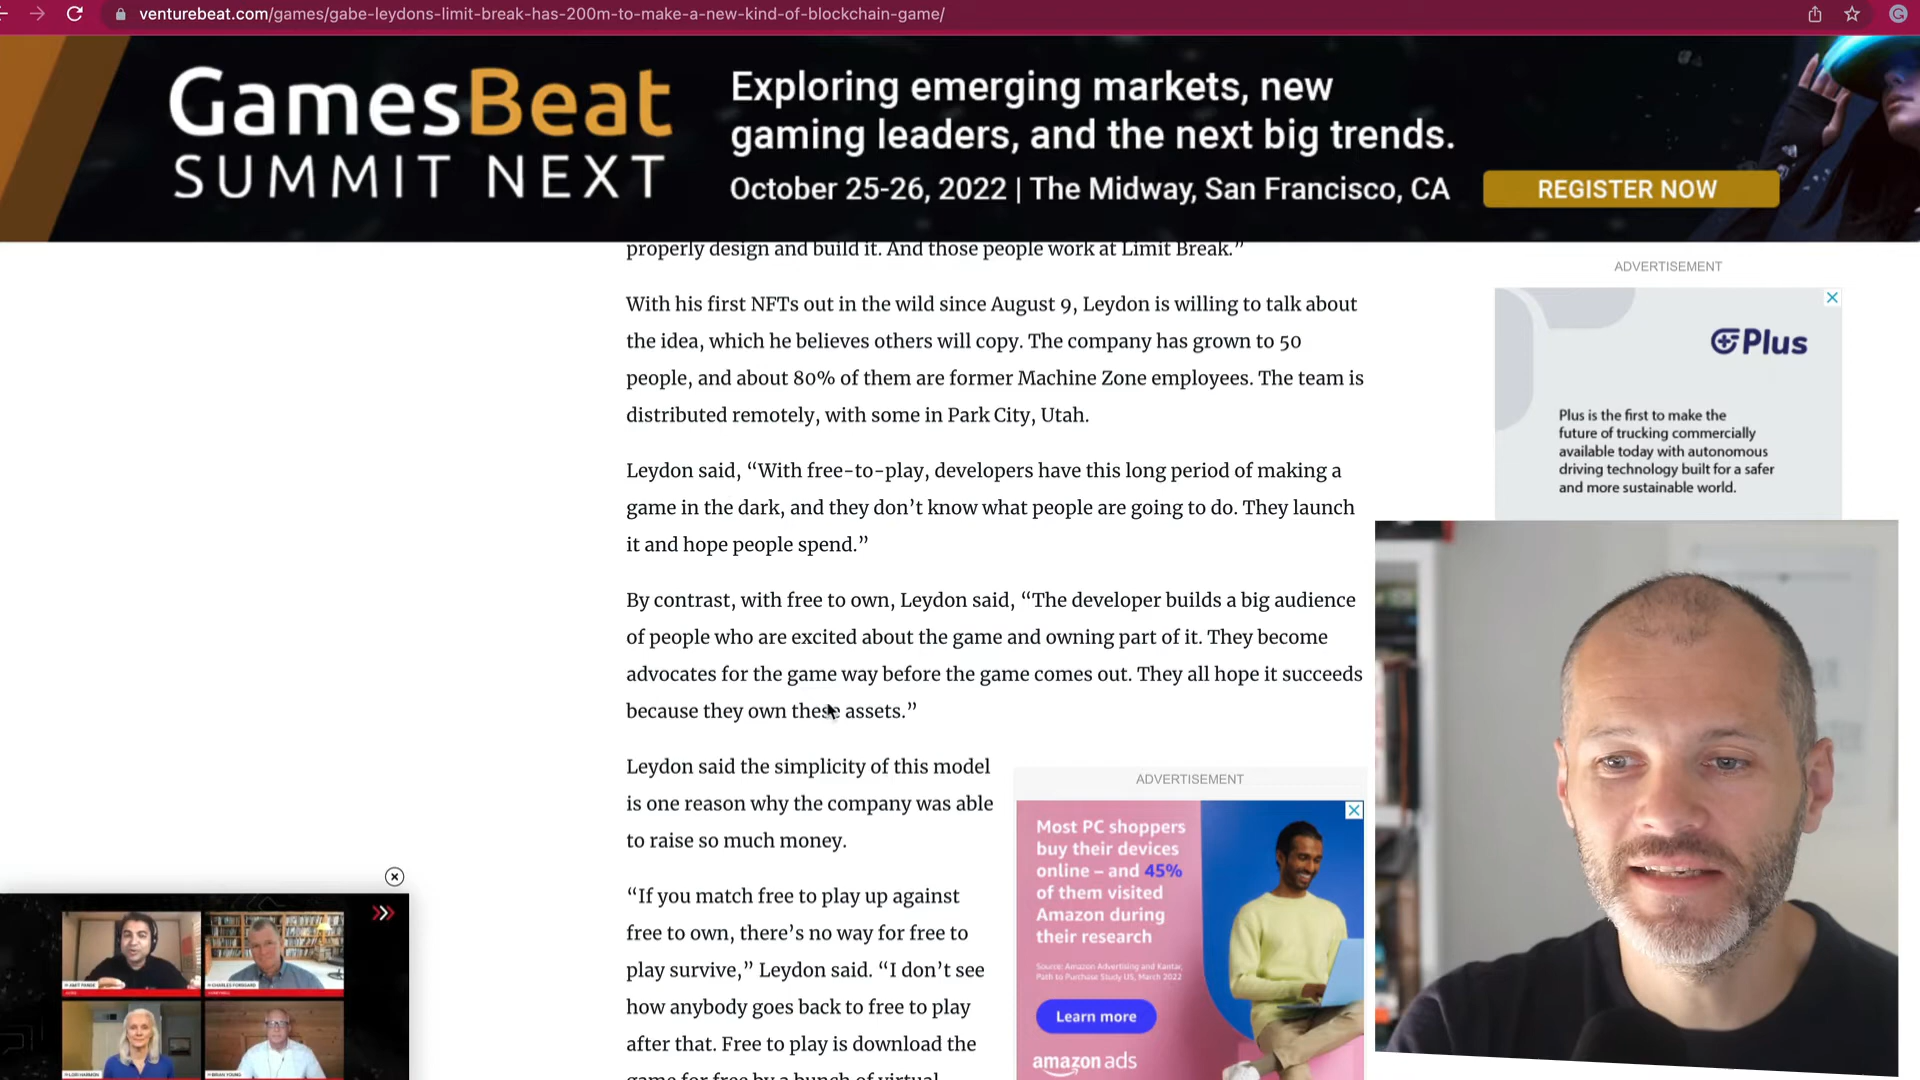 venturebeat.com/games/gabe-leydons-limit-break-has-200m-to-make-a-new-kind-of-blockchain-game/
GamesBeat
SUMMIT NEXT
Exploring emerging markets, new
gaming leaders, and the next big trends.
October 25-26, 2022 | The Midway, San Francisco, CA
REGISTER NOW
properly design and build it. And those people work at Limit Break.”
With his first NFTs out in the wild since August 9, Leydon is willing to talk about
the idea, which he believes others will copy. The company has grown to 50
people, and about 80% of them are former Machine Zone employees. The team is
distributed remotely, with some in Park City, Utah.
Leydon said, “With free-to-play, developers have this long period of making a
game in the dark, and they don’t know what people are going to do. They launch
it and hope people spend.”
By contrast, with free to own, Leydon said, “The developer builds a big audience
of people who are excited about the game and owning part of it. They become
advocates for the game way before the game comes out. They all hope it succeeds
because they own these assets.”
Leydon said the simplicity of this model
is one reason why the company was able
to raise so much money.
“If you match free to play up against
free to own, there’s no way for free to
play survive,” Leydon said. “I don’t see
how anybody goes back to free to play
after that. Free to play is download the
game for free by a bunch of virtual
ADVERTISEMENT
Most PC shoppers
buy their devices
online – and 45%
of them visited
Amazon during
their research
Source: Amazon Advertising and Kantar,
Path to Purchase Study US, March 2022
Learn more
amazon ads
ADVERTISEMENT
Plus
Plus is the first to make the
future of trucking commercially
available today with autonomous
driving technology built for a safer
and more sustainable world.
AMIT PANDE
CHARLES FORSGARD
LORI HARMON
BRIAN YOUNG